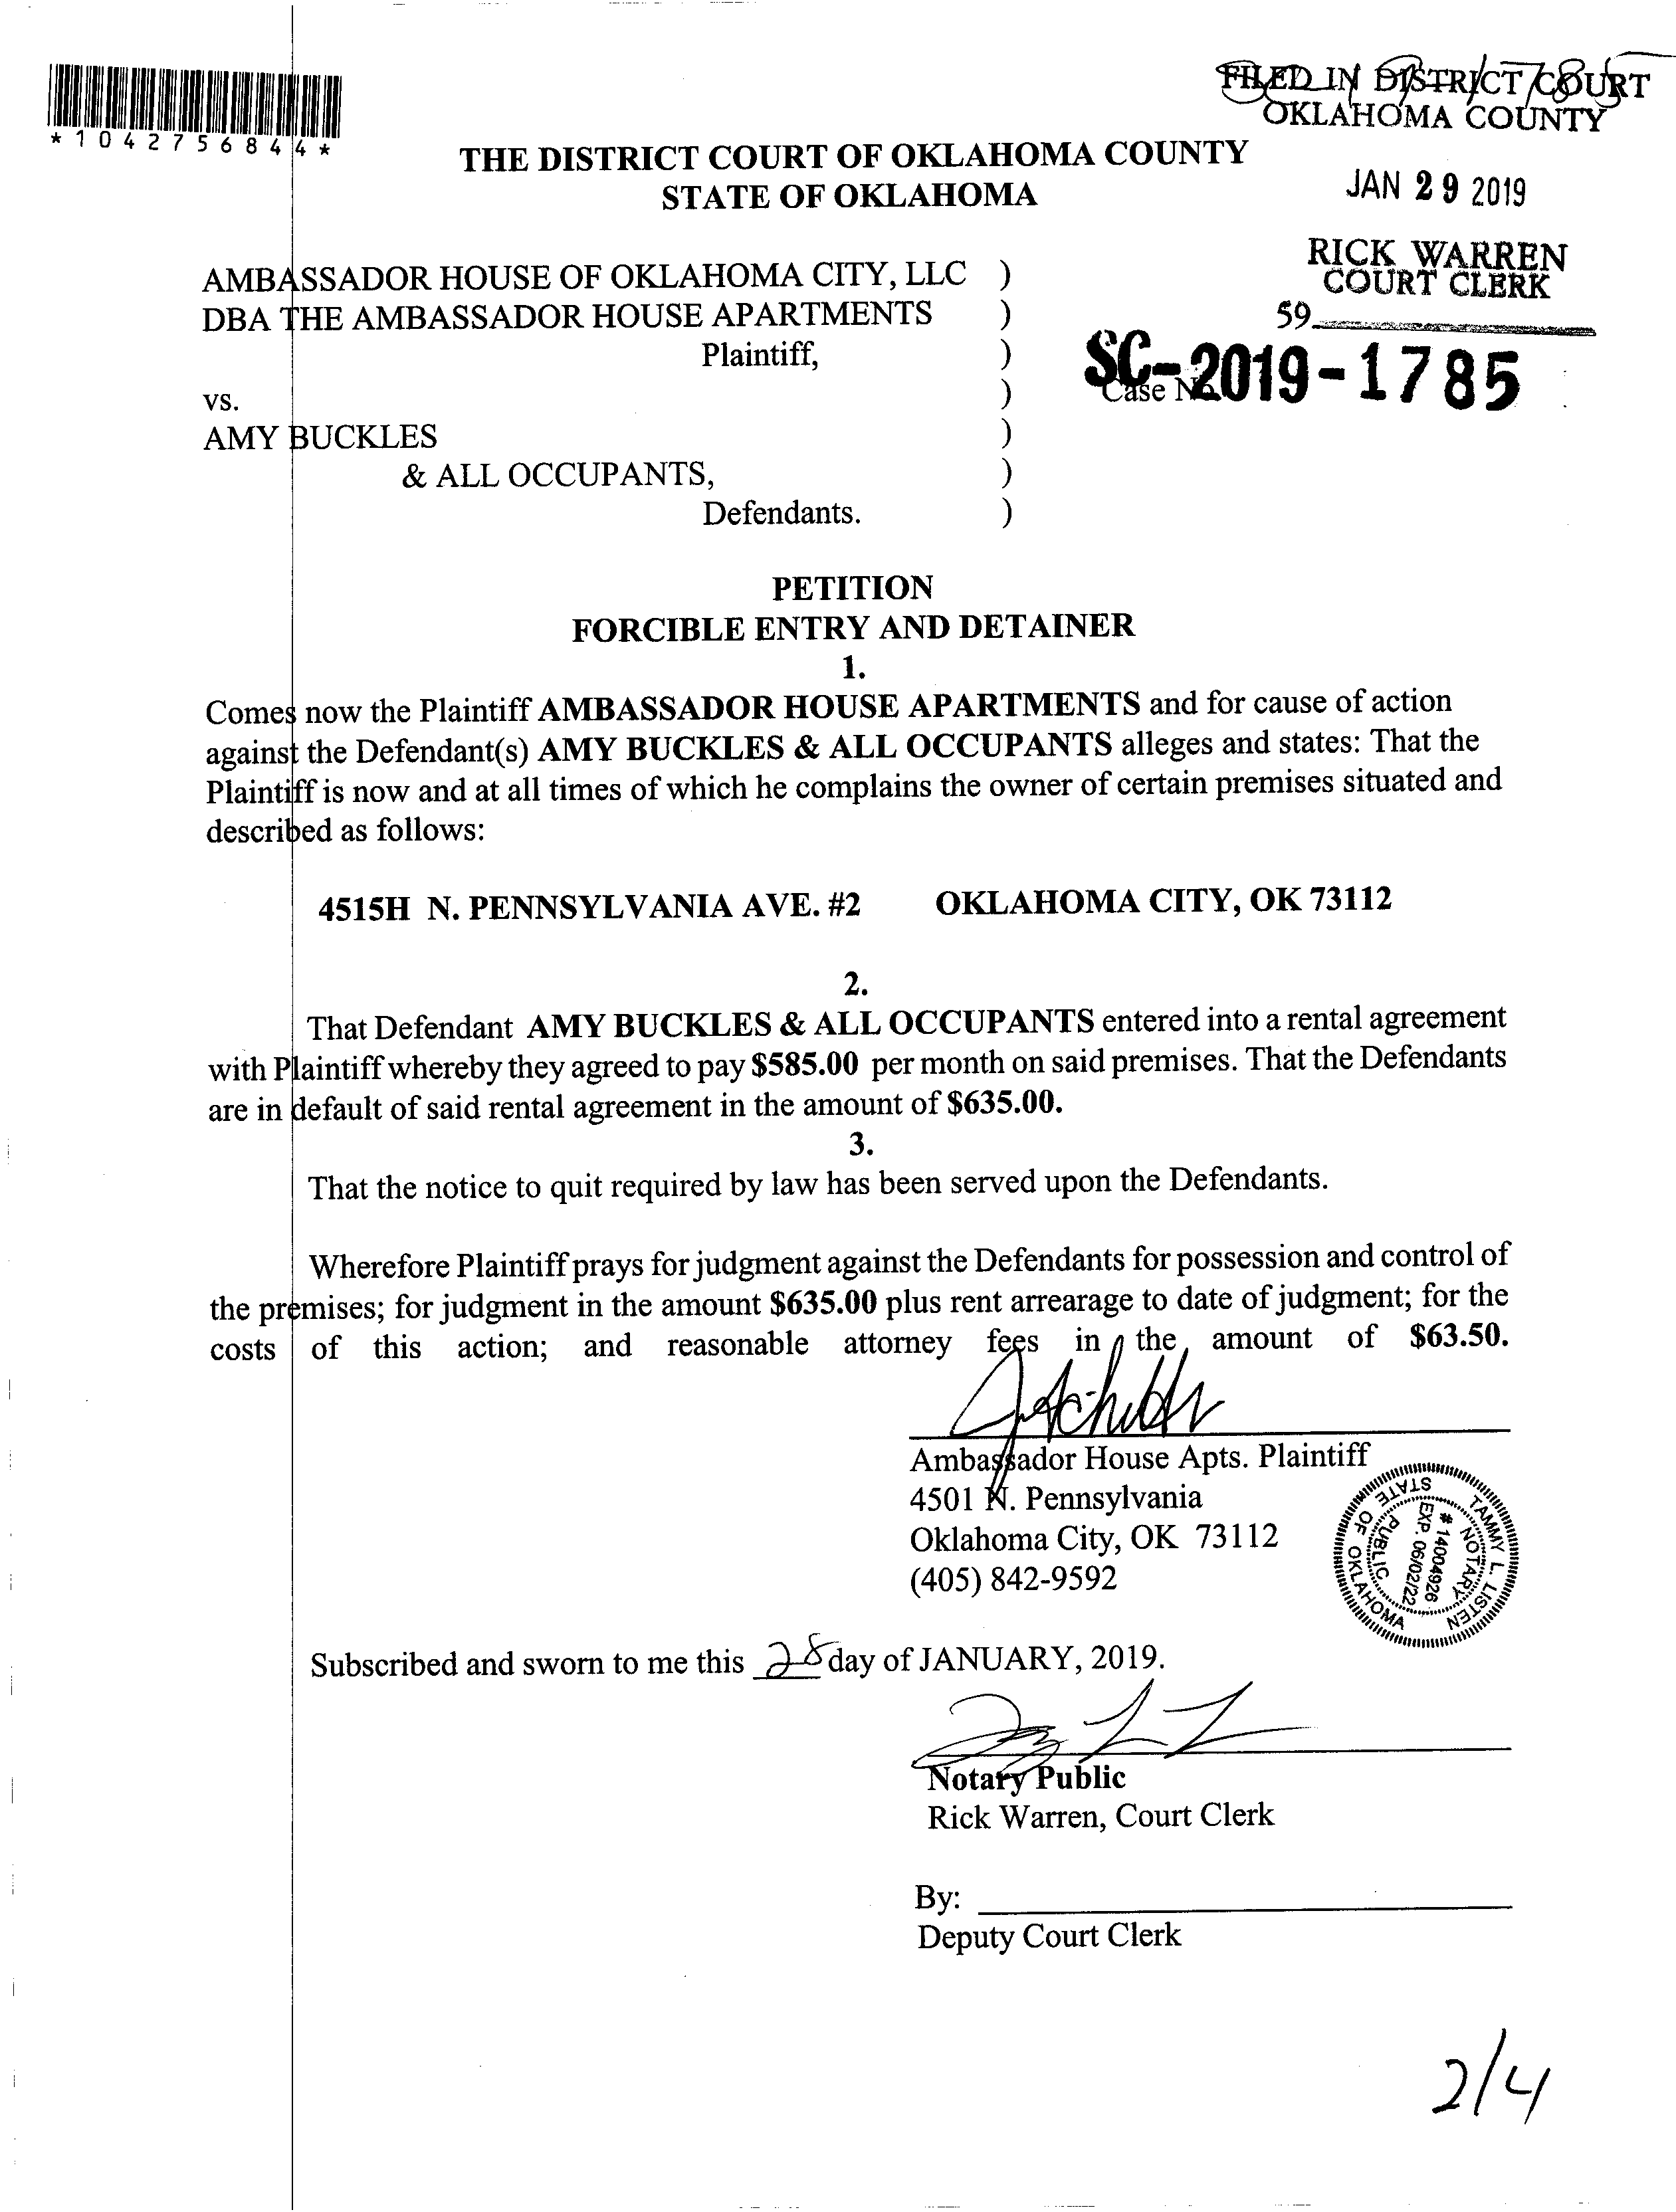 *1042756844*
FILED IN DISTRICT COURT
OKLAHOMA COUNTY
JAN 29 2019
RICK WARREN
COURT CLERK
59
THE DISTRICT COURT OF OKLAHOMA COUNTY
STATE OF OKLAHOMA
AMBASSADOR HOUSE OF OKLAHOMA CITY, LLC )
DBA THE AMBASSADOR HOUSE APARTMENTS )
Plaintiff, )
SC-2019-1785
Case No.
vs. )
AMY BUCKLES )
& ALL OCCUPANTS, )
Defendants. )
PETITION
FORCIBLE ENTRY AND DETAINER
1.
Comes now the Plaintiff AMBASSADOR HOUSE APARTMENTS and for cause of action
against the Defendant(s) AMY BUCKLES & ALL OCCUPANTS alleges and states: That the
Plaintiff is now and at all times of which he complains the owner of certain premises situated and
described as follows:
4515H N. PENNSYLVANIA AVE. #2 OKLAHOMA CITY, OK 73112
2.
That Defendant AMY BUCKLES & ALL OCCUPANTS entered into a rental agreement
with Plaintiff whereby they agreed to pay $585.00 per month on said premises. That the Defendants
are in default of said rental agreement in the amount of $635.00.
3.
That the notice to quit required by law has been served upon the Defendants.
Wherefore Plaintiff prays for judgment against the Defendants for possession and control of
the premises; for judgment in the amount $635.00 plus rent arrearage to date of judgment; for the
costs of this action; and reasonable attorney fees in the amount of $63.50.
Ambassador House Apts. Plaintiff
4501 N. Pennsylvania
Oklahoma City, OK 73112
(405) 842-9592
TAMMY L. LISTEN
NOTARY
# 14004926
EXP. 06/02/22
PUBLIC
STATE OF OKLAHOMA
Subscribed and sworn to me this 28 day of JANUARY, 2019.
Notary Public
Rick Warren, Court Clerk
By:
Deputy Court Clerk
2/4